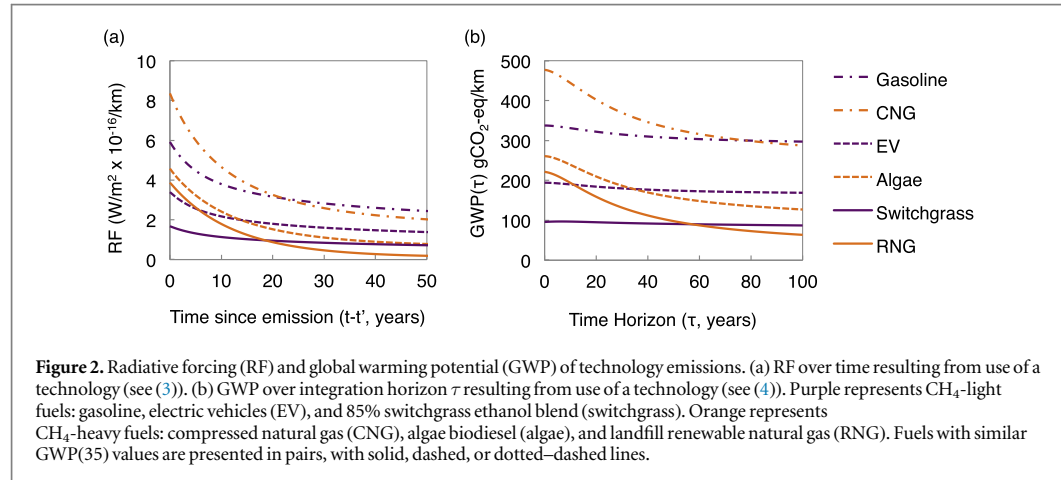 (a)
10
8
6
4
2
0
RF (W/m² x 10⁻¹⁶/km)
0 10 20 30 40 50
Time since emission (t-t', years)
(b)
500
400
300
200
100
0
GWP(τ) gCO₂-eq/km
0 20 40 60 80 100
Time Horizon (τ, years)
Gasoline
CNG
EV
Algae
Switchgrass
RNG
Figure 2. Radiative forcing (RF) and global warming potential (GWP) of technology emissions. (a) RF over time resulting from use of a
technology (see (3)). (b) GWP over integration horizon τ resulting from use of a technology (see (4)). Purple represents CH₄-light
fuels: gasoline, electric vehicles (EV), and 85% switchgrass ethanol blend (switchgrass). Orange represents
CH₄-heavy fuels: compressed natural gas (CNG), algae biodiesel (algae), and landfill renewable natural gas (RNG). Fuels with similar
GWP(35) values are presented in pairs, with solid, dashed, or dotted–dashed lines.